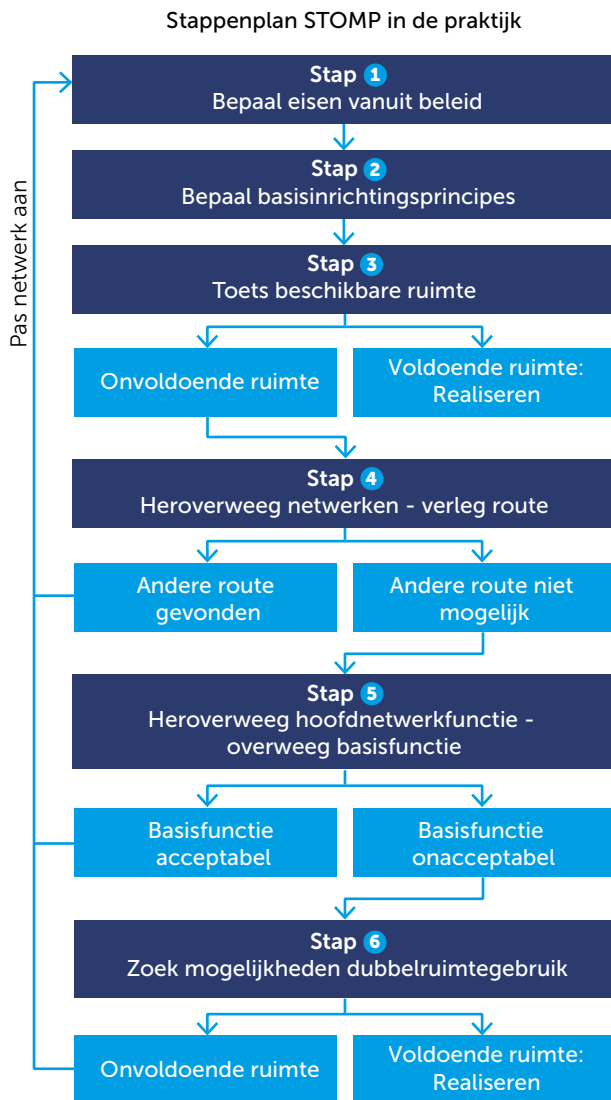 Stappenplan STOMP in de praktijk
Stap 1
Bepaal eisen vanuit beleid
Stap 2
Bepaal basisinrichtingsprincipes
Stap 3
Toets beschikbare ruimte
Onvoldoende ruimte
Voldoende ruimte:
Realiseren
Stap 4
Heroverweeg netwerken - verleg route
Andere route
gevonden
Andere route niet
mogelijk
Stap 5
Heroverweeg hoofdnetwerkfunctie -
overweeg basisfunctie
Basisfunctie
acceptabel
Basisfunctie
onacceptabel
Stap 6
Zoek mogelijkheden dubbelruimtegebruik
Onvoldoende ruimte
Voldoende ruimte:
Realiseren
Pas netwerk aan